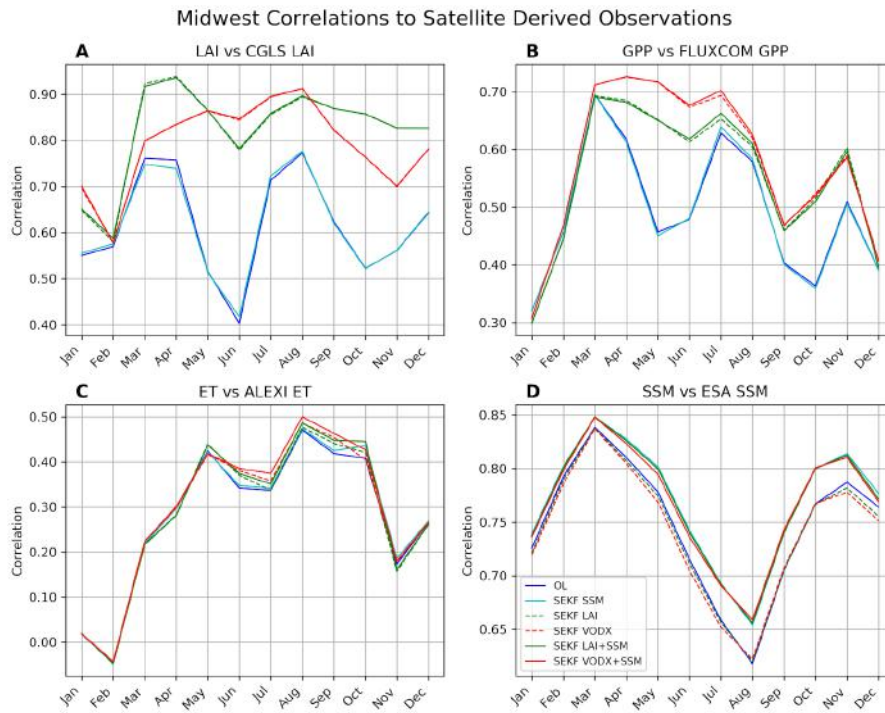 Midwest Correlations to Satellite Derived Observations
A
LAI vs CGLS LAI
Correlation
0.90
0.80
0.70
0.60
0.50
0.40
Jan Feb Mar Apr May Jun Jul Aug Sep Oct Nov Dec
B
GPP vs FLUXCOM GPP
Correlation
0.70
0.60
0.50
0.40
0.30
Jan Feb Mar Apr May Jun Jul Aug Sep Oct Nov Dec
C
ET vs ALEXI ET
Correlation
0.50
0.40
0.30
0.20
0.10
0.00
Jan Feb Mar Apr May Jun Jul Aug Sep Oct Nov Dec
D
SSM vs ESA SSM
Correlation
0.85
0.80
0.75
0.70
0.65
OL
SEKF SSM
SEKF LAI
SEKF VODX
SEKF LAI+SSM
SEKF VODX+SSM
Jan Feb Mar Apr May Jun Jul Aug Sep Oct Nov Dec